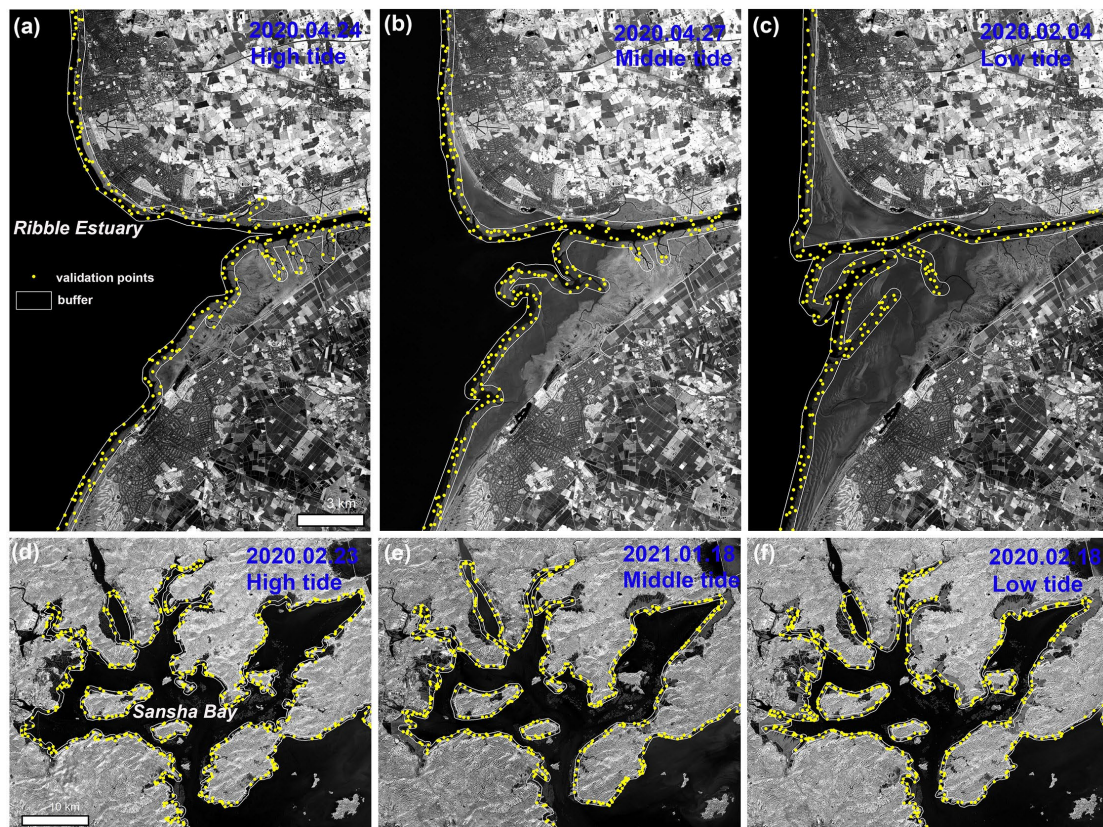 (a)
2020.04.24
High tide
Ribble Estuary
validation points
buffer
3 km
(b)
2020.04.27
Middle tide
(c)
2020.02.04
Low tide
(d)
2020.02.23
High tide
Sansha Bay
10 km
(e)
2021.01.18
Middle tide
(f)
2020.02.18
Low tide